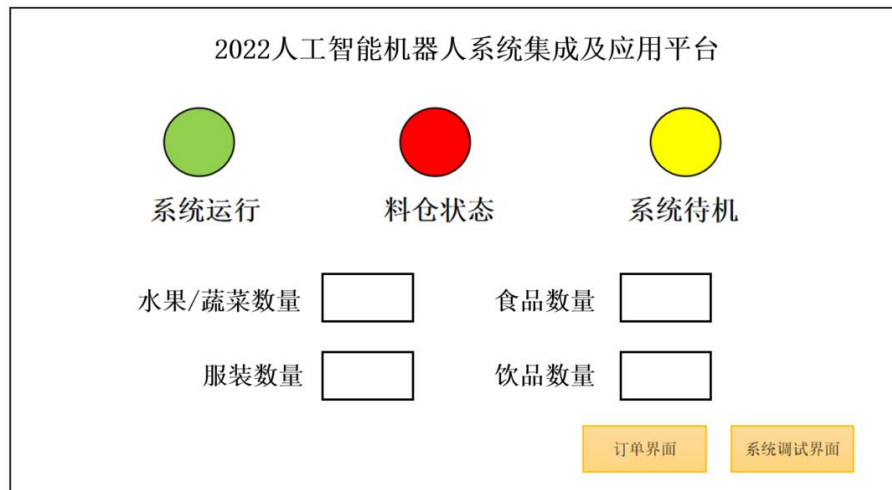 2022人工智能机器人系统集成及应用平台
系统运行 料仓状态 系统待机
水果/蔬菜数量 食品数量
服装数量 饮品数量
订单界面 系统调试界面